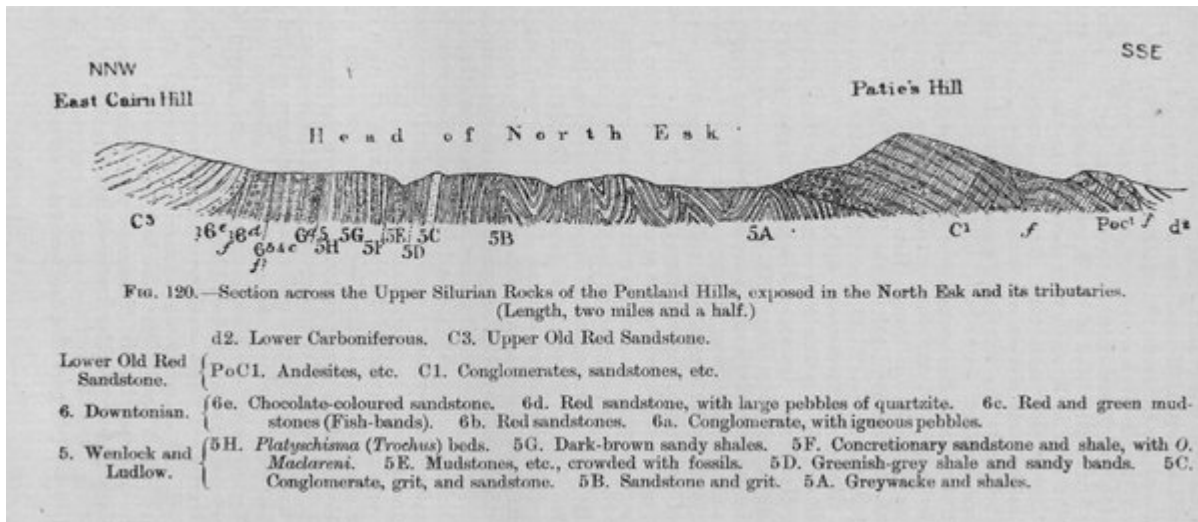 NNW
SSE
East Cairn Hill
Patie's Hill
Head of North Esk
C3 ?6e ?6d 6a 5 5G 5E 5C 5B 5A C1 f PoC1 f d2
f 6b&c 5H 5F 5D
f?
FIG. 120.—Section across the Upper Silurian Rocks of the Pentland Hills, exposed in the North Esk and its tributaries.
(Length, two miles and a half.)
d2. Lower Carboniferous. C3. Upper Old Red Sandstone.
Lower Old Red Sandstone. { PoC1. Andesites, etc. C1. Conglomerates, sandstones, etc.
6. Downtonian. { 6e. Chocolate-coloured sandstone. 6d. Red sandstone, with large pebbles of quartzite. 6c. Red and green mud-
stones (Fish-bands). 6b. Red sandstones. 6a. Conglomerate, with igneous pebbles.
5. Wenlock and Ludlow. { 5H. Platyschisma (Trochus) beds. 5G. Dark-brown sandy shales. 5F. Concretionary sandstone and shale, with O.
Maclareni. 5E. Mudstones, etc., crowded with fossils. 5D. Greenish-grey shale and sandy bands. 5C.
Conglomerate, grit, and sandstone. 5B. Sandstone and grit. 5A. Greywacke and shales.